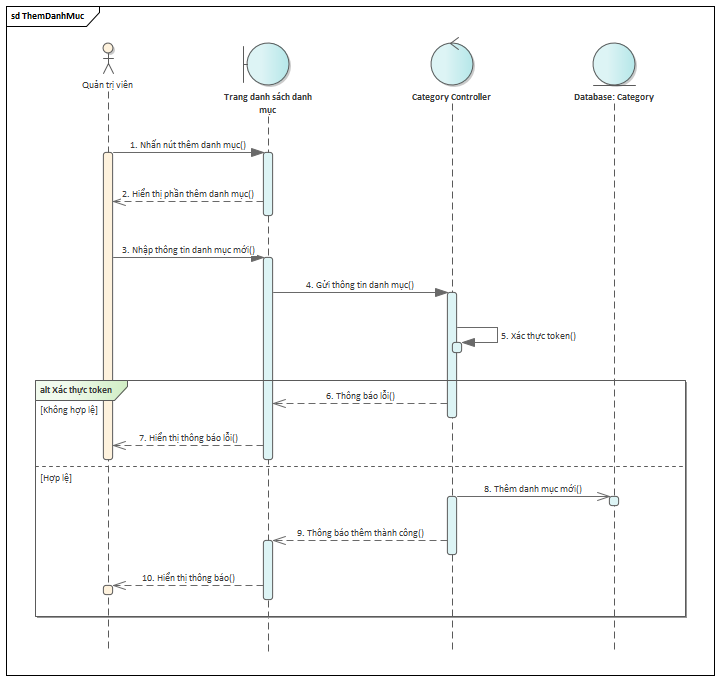 sd ThemDanhMuc
Quản trị viên
Trang danh sách danh
mục
Category Controller
Database: Category
1. Nhấn nút thêm danh mục()
2. Hiển thị phần thêm danh mục()
3. Nhập thông tin danh mục mới()
4. Gửi thông tin danh mục()
5. Xác thực token()
alt Xác thực token
[Không hợp lệ]
6. Thông báo lỗi()
7. Hiển thị thông báo lỗi()
[Hợp lệ]
8. Thêm danh mục mới()
9. Thông báo thêm thành công()
10. Hiển thị thông báo()